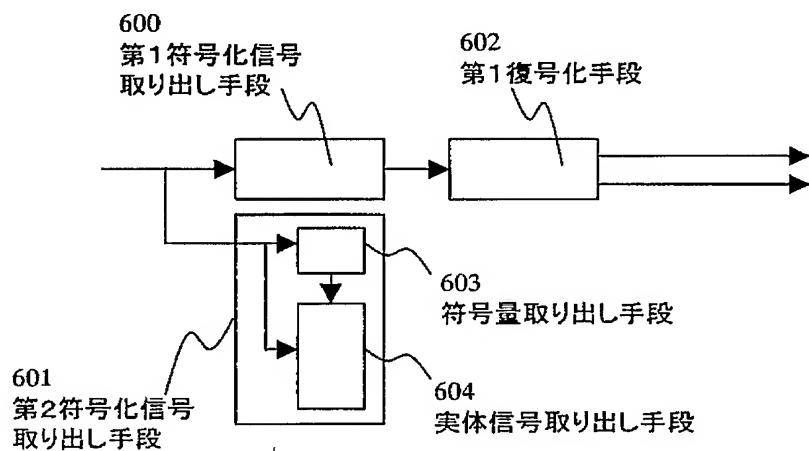 600
第1符号化信号
取り出し手段
602
第1復号化手段
603
符号量取り出し手段
601
第2符号化信号
取り出し手段
604
実体信号取り出し手段